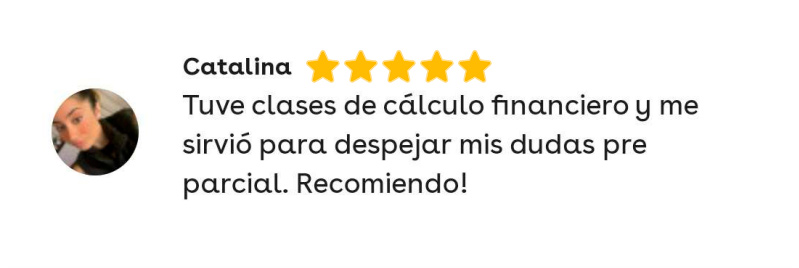 Catalina
Tuve clases de cálculo financiero y me
sirvió para despejar mis dudas pre
parcial. Recomiendo!